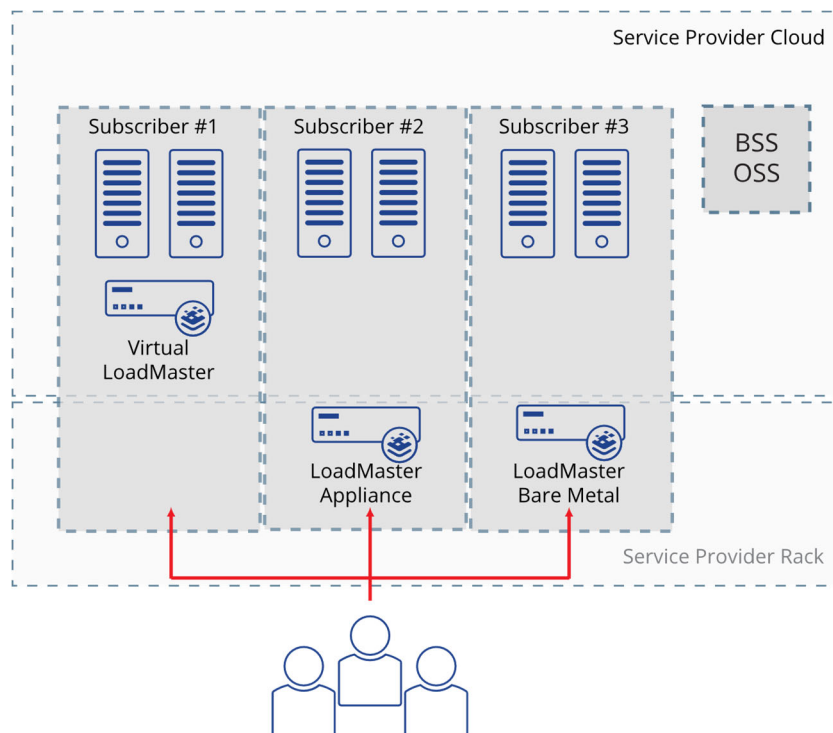 Service Provider Cloud
Subscriber #1
Subscriber #2
Subscriber #3
BSS
OSS
Virtual
LoadMaster
LoadMaster
Appliance
LoadMaster
Bare Metal
Service Provider Rack